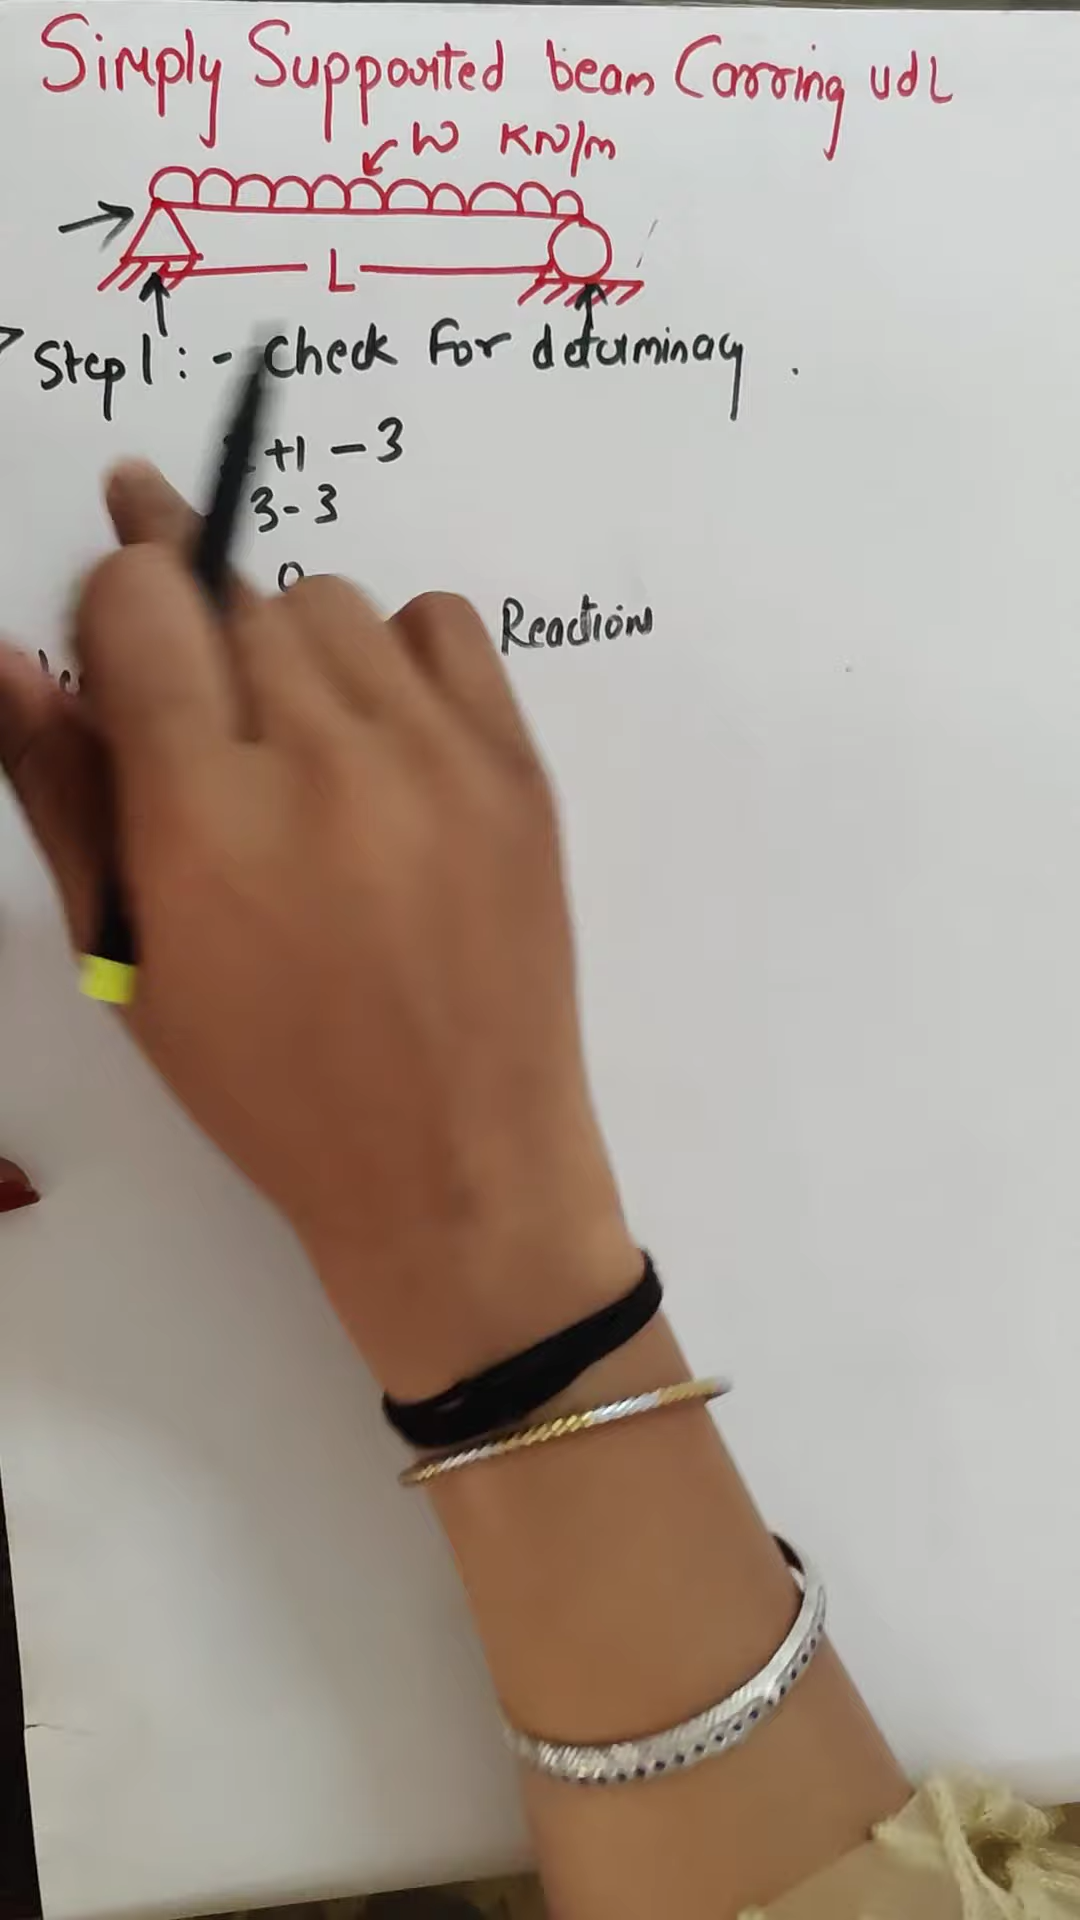 Simply Supported beam Carring udL
W KN/m
L
Step 1 : - Check For determinacy .
+1 - 3
3 - 3
0
Reaction